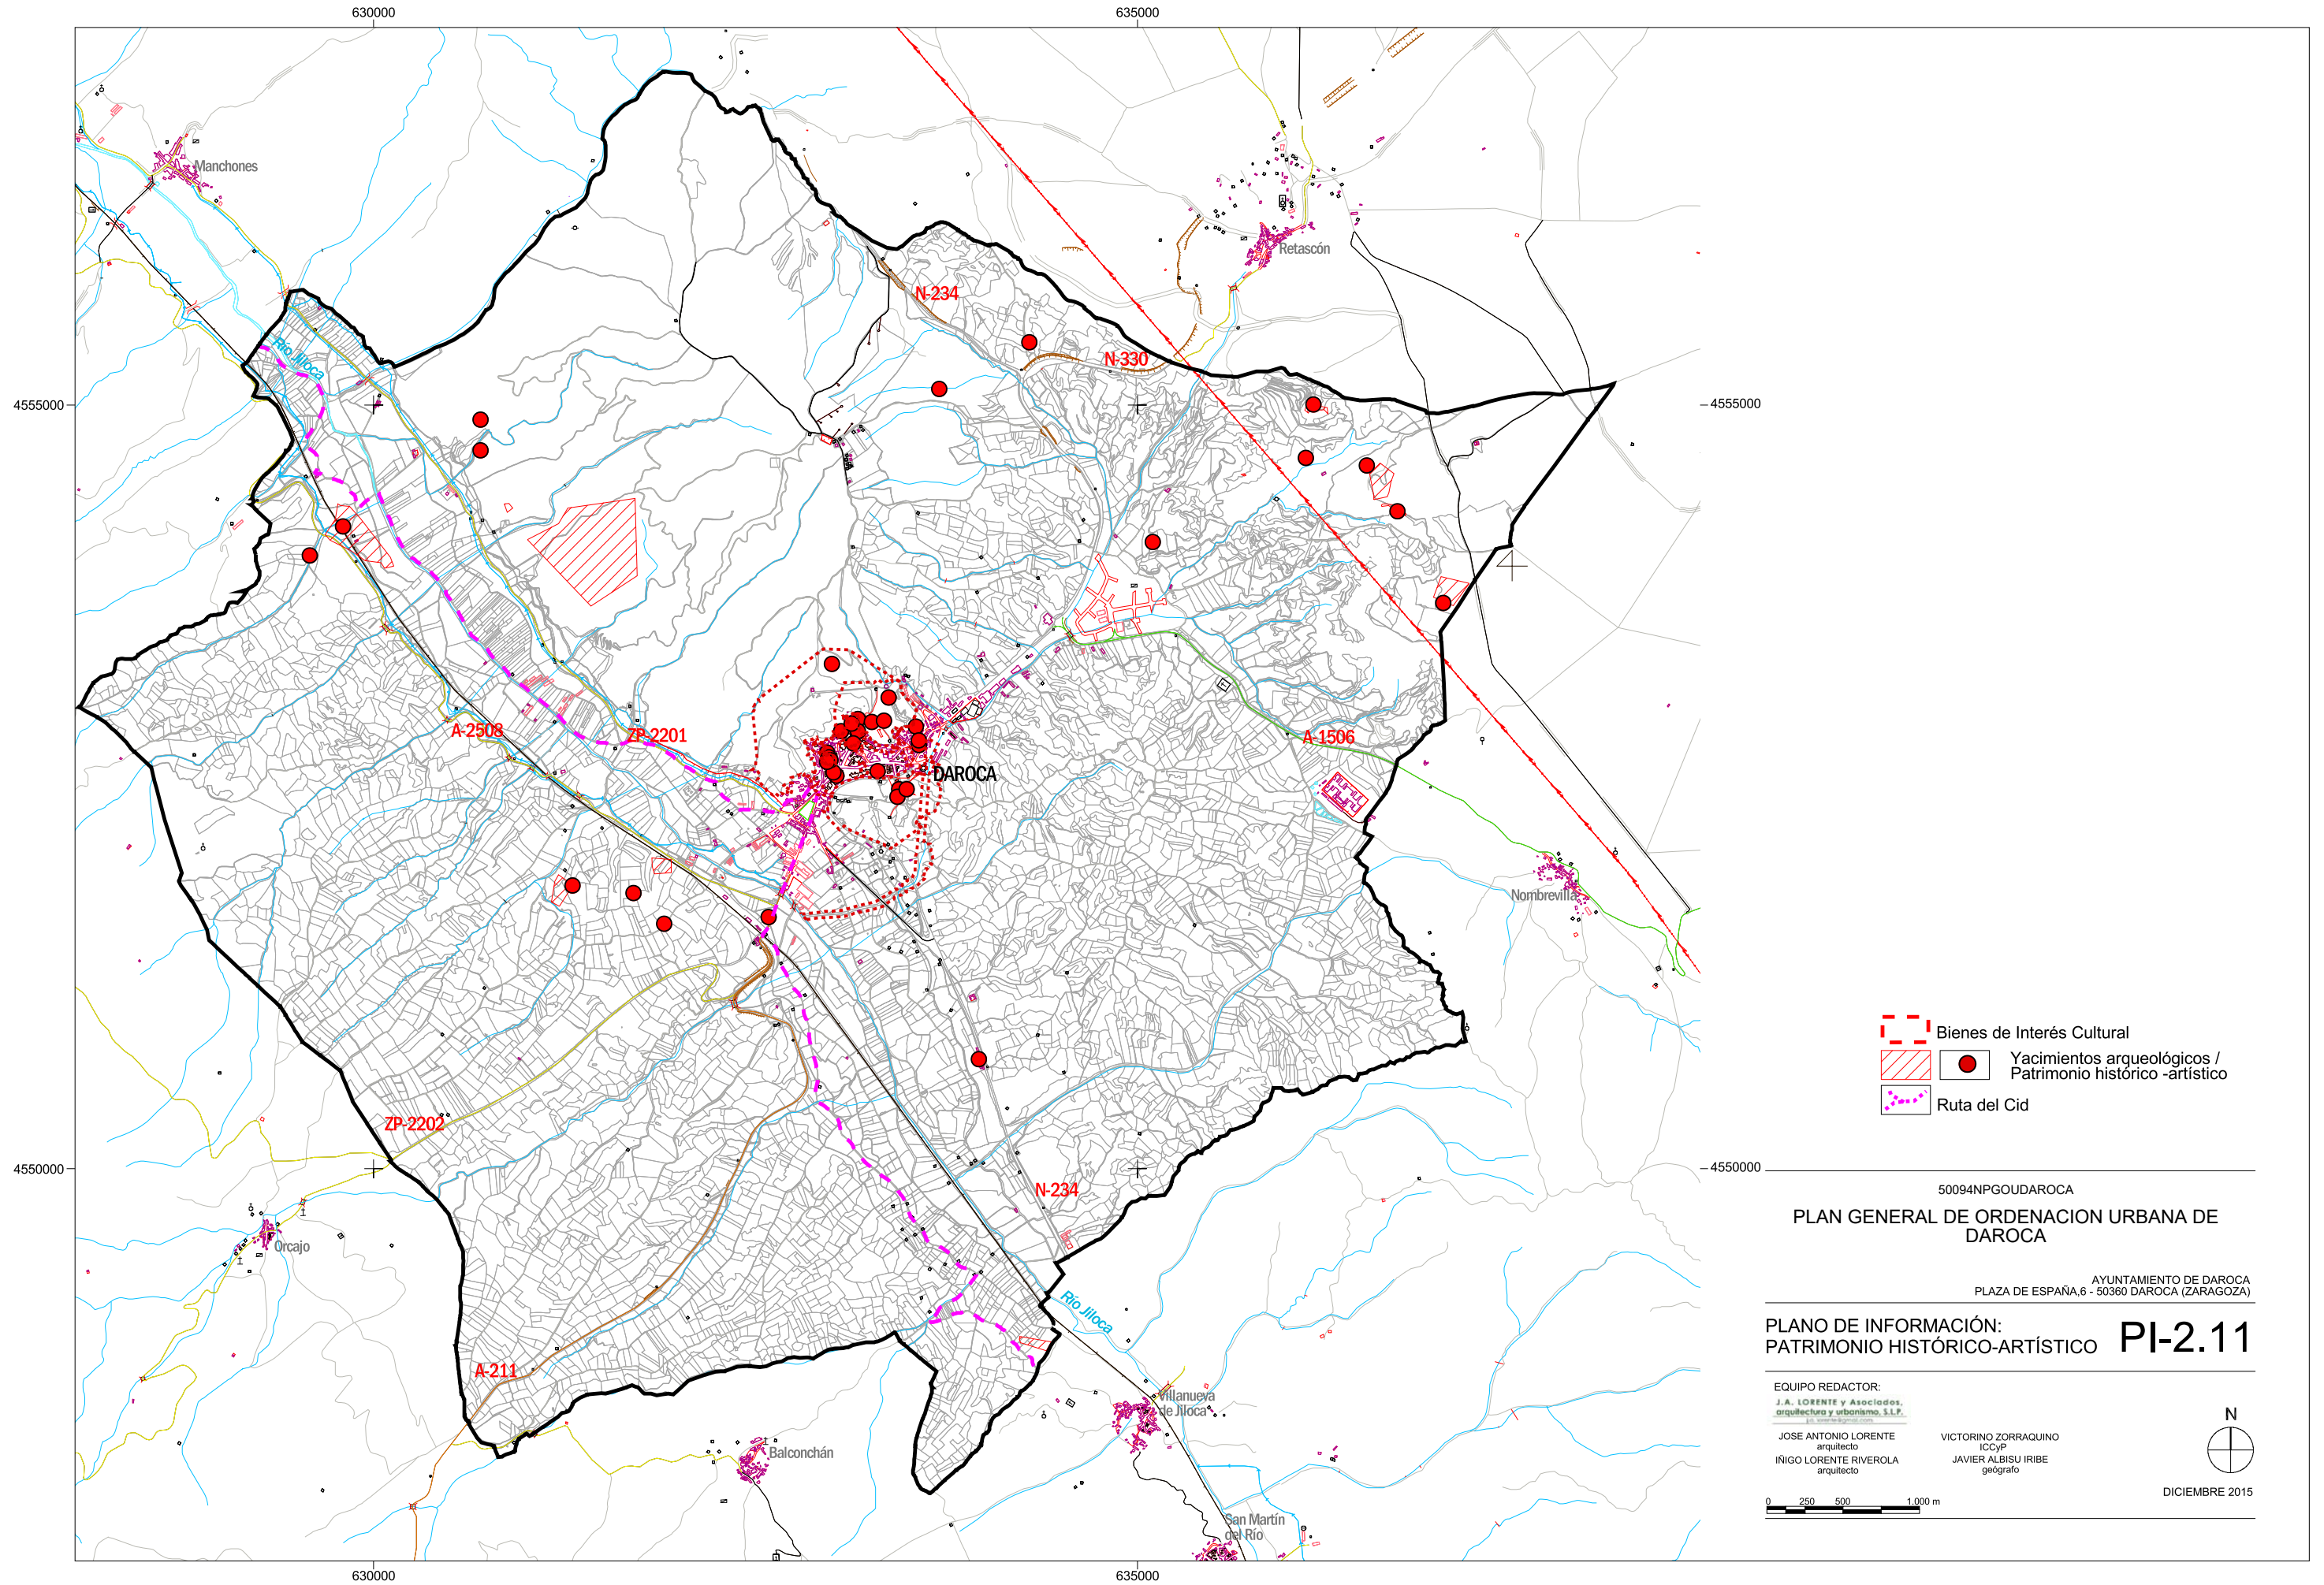 630000
635000
Manchones
Retascón
N-234
Río Jiloca
N-330
4555000
4555000
A-2508
ZP-2201
A-1506
DAROCA
Nombrevilla
Bienes de Interés Cultural
Yacimientos arqueológicos /
Patrimonio histórico -artístico
Ruta del Cid
ZP-2202
4550000
4550000
N-234
50094NPGOUDAROCA
PLAN GENERAL DE ORDENACION URBANA DE
DAROCA
Orcajo
AYUNTAMIENTO DE DAROCA
PLAZA DE ESPAÑA,6 - 50360 DAROCA (ZARAGOZA)
Río Jiloca
PLANO DE INFORMACIÓN:
PATRIMONIO HISTÓRICO-ARTÍSTICO
PI-2.11
A-211
Villanueva
de Jiloca
EQUIPO REDACTOR:
J.A. LORENTE y Asociados,
arquitectura y urbanismo, S.L.P.
JOSE ANTONIO LORENTE
arquitecto
IÑIGO LORENTE RIVEROLA
arquitecto
VICTORINO ZORRAQUINO
ICCyP
JAVIER ALBISU IRIBE
geógrafo
N
Balconchán
DICIEMBRE 2015
0 250 500 1.000 m
San Martín
del Río
630000
635000